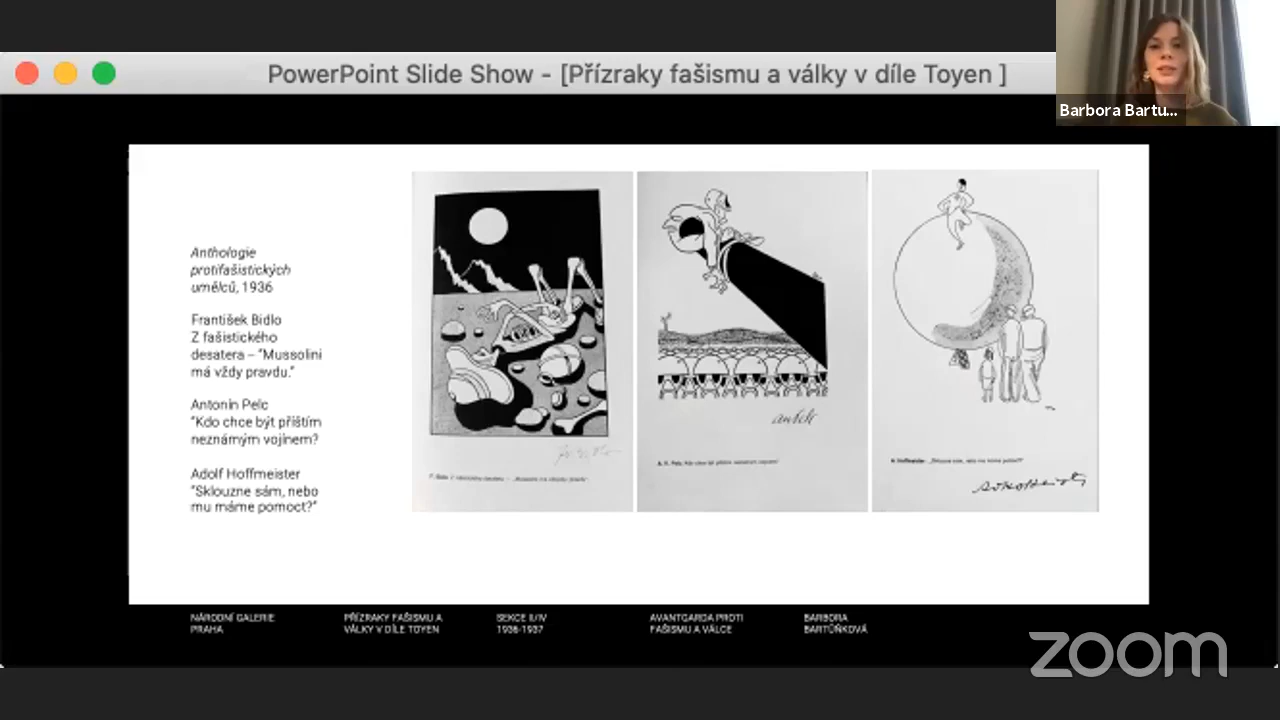 PowerPoint Slide Show - [Přízraky fašismu a války v díle Toyen ]
Barbora Bartu...
Anthologie
protifašistických
umělců, 1936
František Bidlo
Z fašistického
desatera – "Mussolini
má vždy pravdu."
Antonín Pelc
"Kdo chce být příštím
neznámým vojínem?
Adolf Hoffmeister
"Sklouzne sám, nebo
mu máme pomoct?"
NÁRODNÍ GALERIE
PRAHA
PŘÍZRAKY FAŠISMU A
VÁLKY V DÍLE TOYEN
SEKCE II/IV
1936-1937
AVANTGARDA PROTI
FAŠISMU A VÁLCE
BARBORA
BARTŮŇKOVÁ
zoom